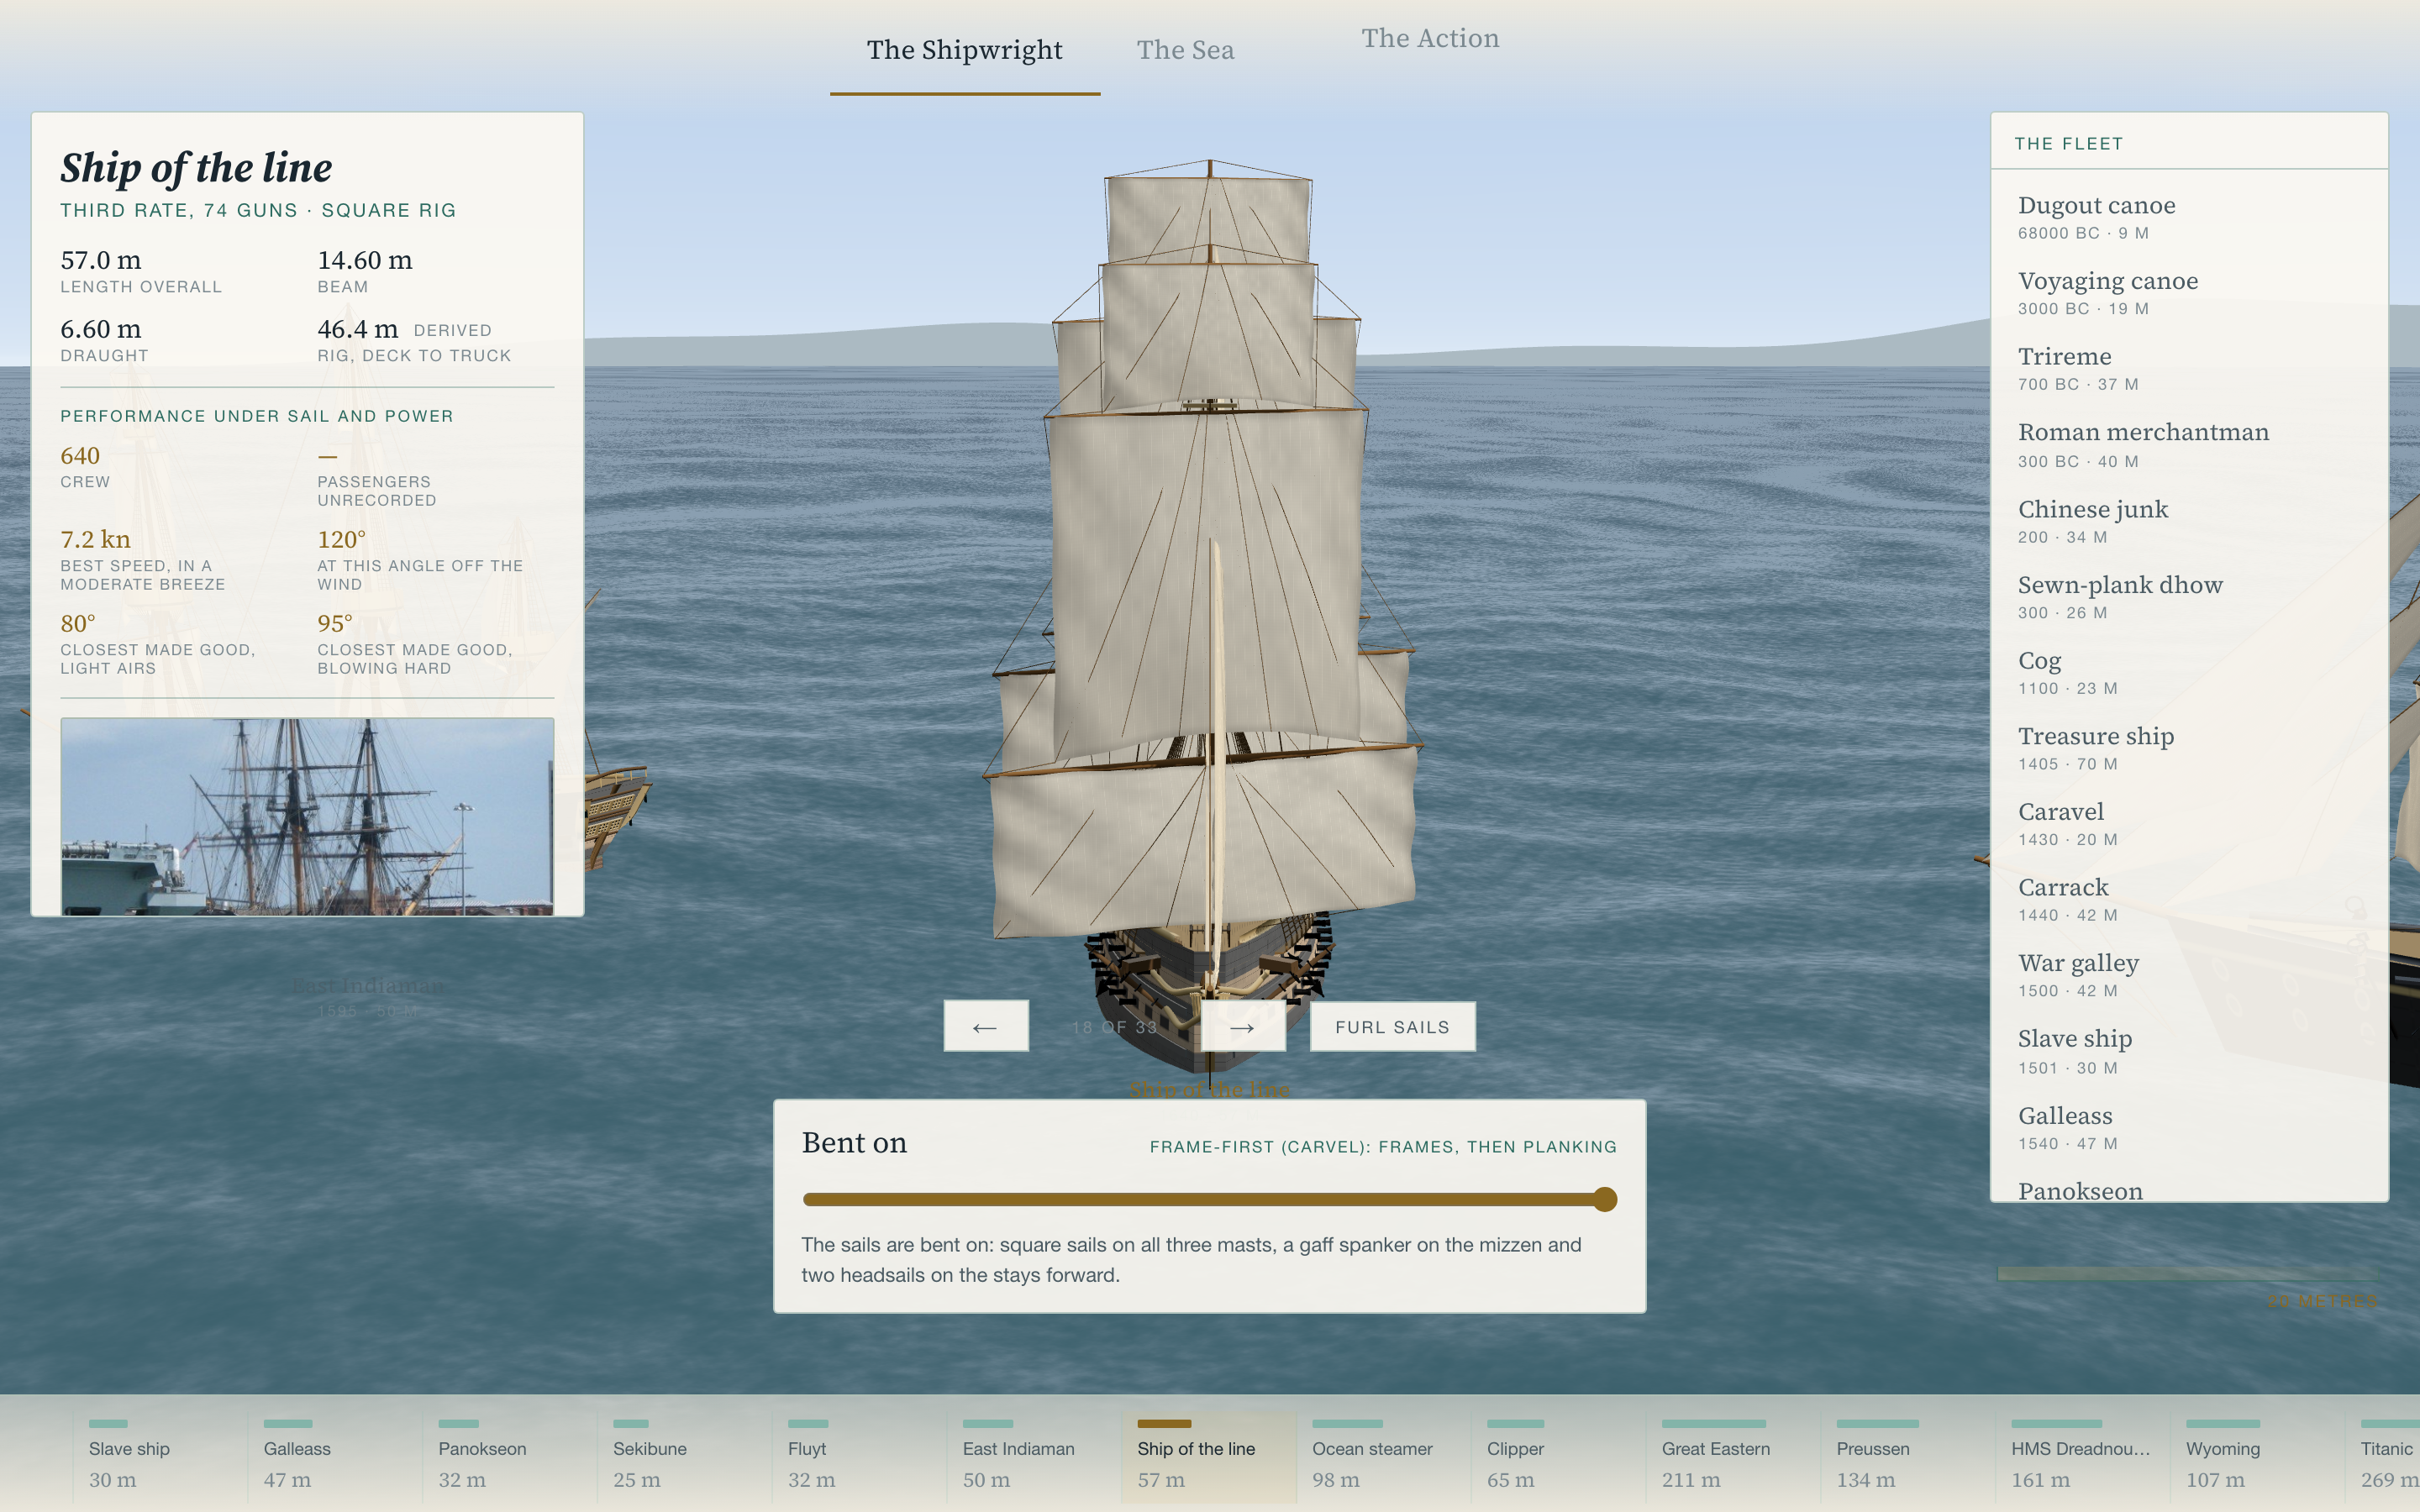 The Shipwright
The Sea
The Action
Ship of the line
THIRD RATE, 74 GUNS · SQUARE RIG
57.0 m
LENGTH OVERALL
14.60 m
BEAM
6.60 m
DRAUGHT
46.4 m DERIVED
RIG, DECK TO TRUCK
PERFORMANCE UNDER SAIL AND POWER
640
CREW
—
PASSENGERS
UNRECORDED
7.2 kn
BEST SPEED, IN A
MODERATE BREEZE
120°
AT THIS ANGLE OFF THE
WIND
80°
CLOSEST MADE GOOD,
LIGHT AIRS
95°
CLOSEST MADE GOOD,
BLOWING HARD
East Indiaman
1595 · 50 M
THE FLEET
Dugout canoe
68000 BC · 9 M
Voyaging canoe
3000 BC · 19 M
Trireme
700 BC · 37 M
Roman merchantman
300 BC · 40 M
Chinese junk
200 · 34 M
Sewn-plank dhow
300 · 26 M
Cog
1100 · 23 M
Treasure ship
1405 · 70 M
Caravel
1430 · 20 M
Carrack
1440 · 42 M
War galley
1500 · 42 M
Slave ship
1501 · 30 M
Galleass
1540 · 47 M
Panokseon
← 18 OF 33 → FURL SAILS
Ship of the line
Bent on
FRAME-FIRST (CARVEL): FRAMES, THEN PLANKING
The sails are bent on: square sails on all three masts, a gaff spanker on the mizzen and
two headsails on the stays forward.
20 METRES
Slave ship
30 m
Galleass
47 m
Panokseon
32 m
Sekibune
25 m
Fluyt
32 m
East Indiaman
50 m
Ship of the line
57 m
Ocean steamer
98 m
Clipper
65 m
Great Eastern
211 m
Preussen
134 m
HMS Dreadnou…
161 m
Wyoming
107 m
Titanic
269 m